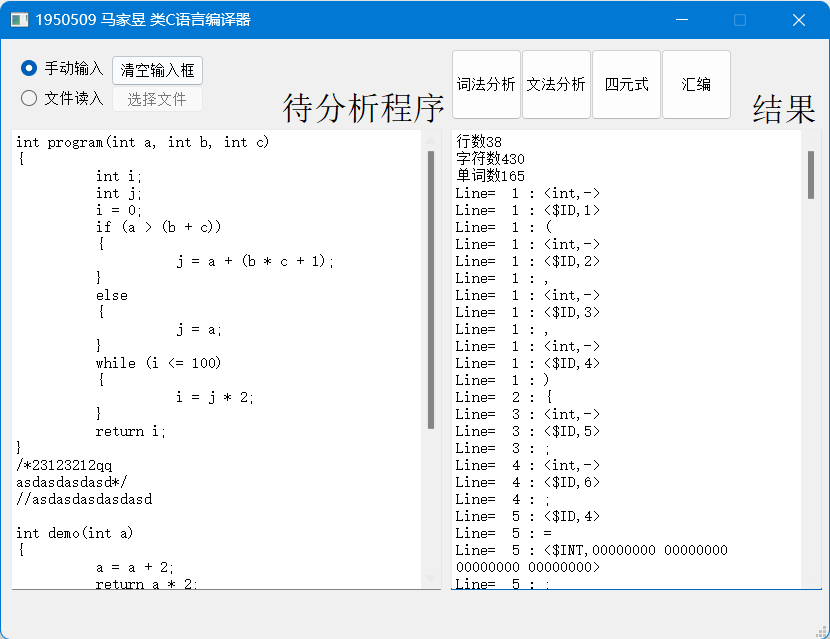 1950509 马家昱 类C语言编译器
手动输入
清空输入框
文件读入
选择文件
待分析程序
词法分析
文法分析
四元式
汇编
结果
int program(int a, int b, int c)
{
int i;
int j;
i = 0;
if (a > (b + c))
{
j = a + (b * c + 1);
}
else
{
j = a;
}
while (i <= 100)
{
i = j * 2;
}
return i;
}
/*23123212qq
asdasdasdasd*/
//asdasdasdasdasd
int demo(int a)
{
a = a + 2;
return a * 2;
行数38
字符数430
单词数165
Line=  1 : <int,->
Line=  1 : <$ID,1>
Line=  1 : (
Line=  1 : <int,->
Line=  1 : <$ID,2>
Line=  1 : ,
Line=  1 : <int,->
Line=  1 : <$ID,3>
Line=  1 : ,
Line=  1 : <int,->
Line=  1 : <$ID,4>
Line=  1 : )
Line=  2 : {
Line=  3 : <int,->
Line=  3 : <$ID,5>
Line=  3 : ;
Line=  4 : <int,->
Line=  4 : <$ID,6>
Line=  4 : ;
Line=  5 : <$ID,4>
Line=  5 : =
Line=  5 : <$INT,00000000 00000000
00000000 00000000>
Line=  5 : ;